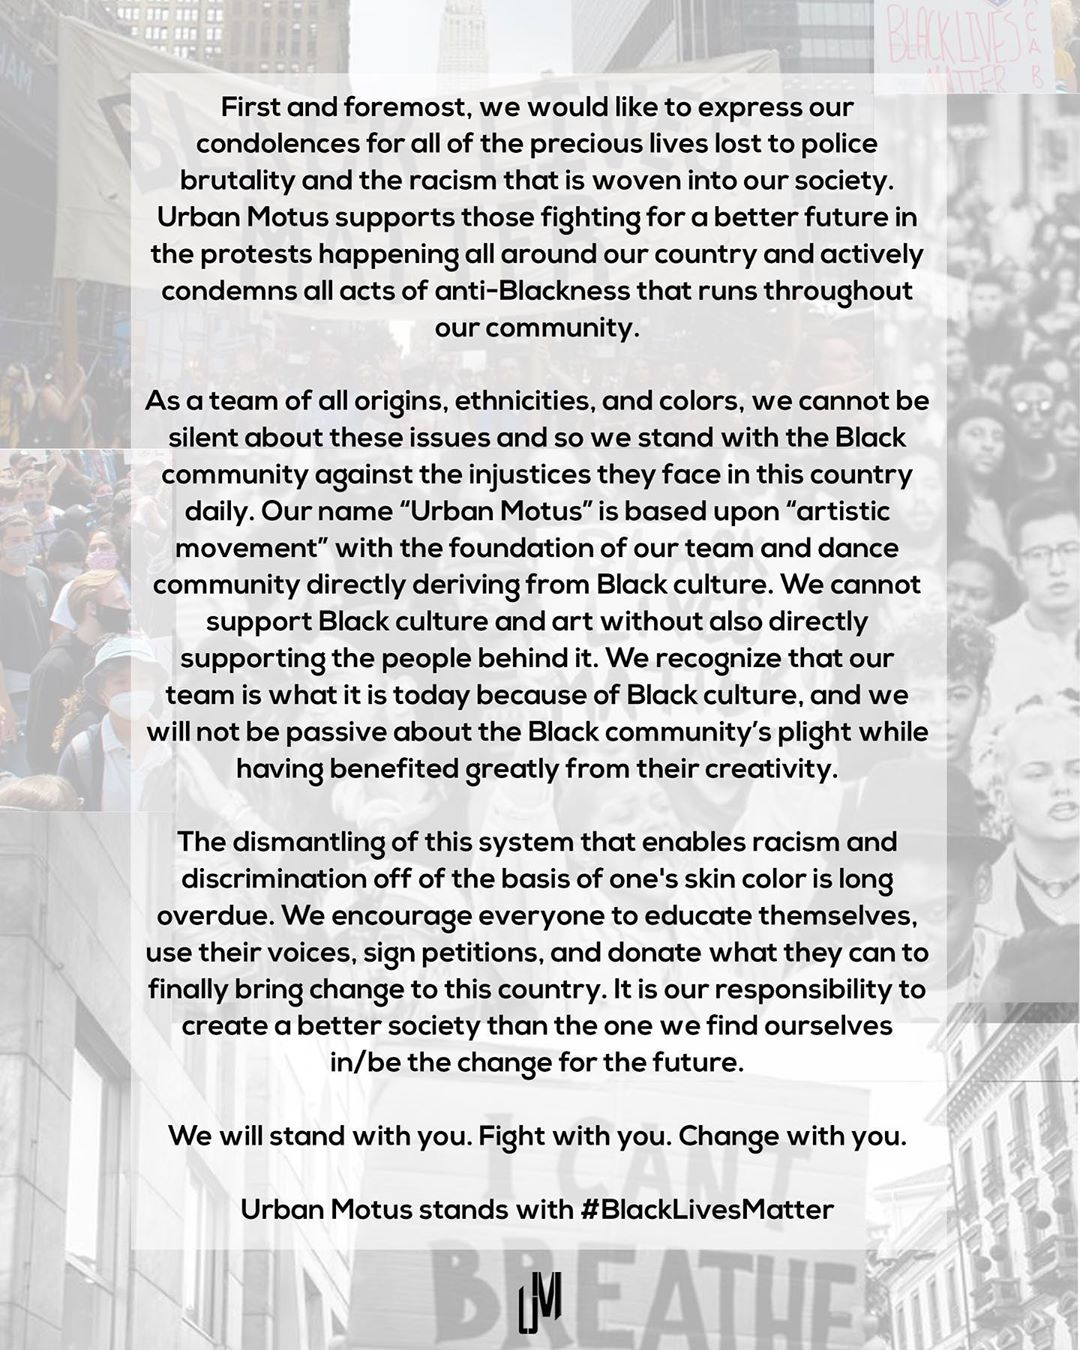 BLACK LIVES
MATTER
A
C
A
B
BLACK LIVES
MATTER
First and foremost, we would like to express our
condolences for all of the precious lives lost to police
brutality and the racism that is woven into our society.
Urban Motus supports those fighting for a better future in
the protests happening all around our country and actively
condemns all acts of anti-Blackness that runs throughout
our community.
As a team of all origins, ethnicities, and colors, we cannot be
silent about these issues and so we stand with the Black
community against the injustices they face in this country
daily. Our name “Urban Motus” is based upon “artistic
movement” with the foundation of our team and dance
community directly deriving from Black culture. We cannot
support Black culture and art without also directly
supporting the people behind it. We recognize that our
team is what it is today because of Black culture, and we
will not be passive about the Black community’s plight while
having benefited greatly from their creativity.
The dismantling of this system that enables racism and
discrimination off of the basis of one's skin color is long
overdue. We encourage everyone to educate themselves,
use their voices, sign petitions, and donate what they can to
finally bring change to this country. It is our responsibility to
create a better society than the one we find ourselves
in/be the change for the future.
We will stand with you. Fight with you. Change with you.
Urban Motus stands with #BlackLivesMatter
I CAN'T
BREATHE
UM